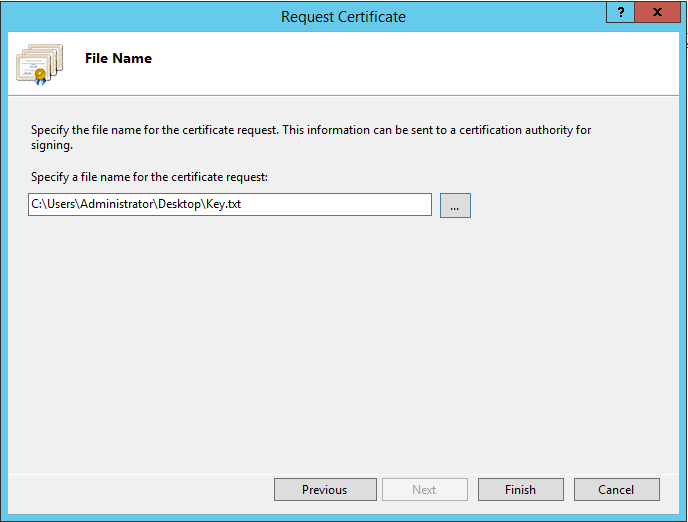 Request Certificate
?
x
File Name
Specify the file name for the certificate request. This information can be sent to a certification authority for
signing.
Specify a file name for the certificate request:
C:\Users\Administrator\Desktop\Key.txt
...
Previous
Next
Finish
Cancel